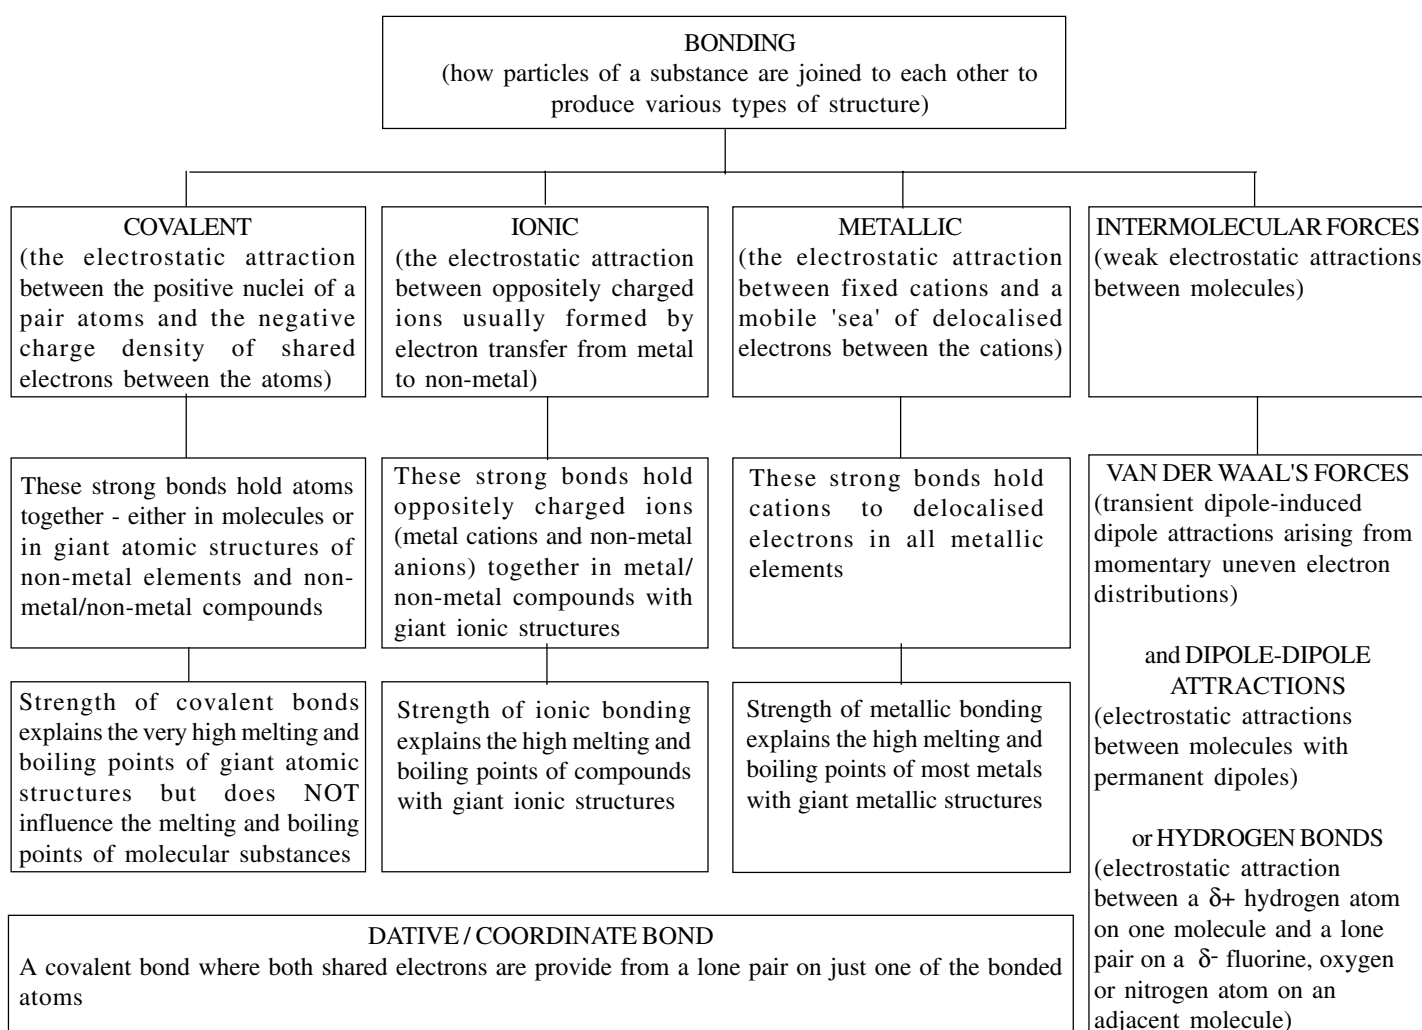 BONDING
(how particles of a substance are joined to each other to
produce various types of structure)
COVALENT
(the electrostatic attraction
between the positive nuclei of a
pair atoms and the negative
charge density of shared
electrons between the atoms)
IONIC
(the electrostatic attraction
between oppositely charged
ions usually formed by
electron transfer from metal
to non-metal)
METALLIC
(the electrostatic attraction
between fixed cations and a
mobile 'sea' of delocalised
electrons between the cations)
INTERMOLECULAR FORCES
(weak electrostatic attractions
between molecules)
These strong bonds hold atoms
together - either in molecules or
in giant atomic structures of
non-metal elements and non-
metal/non-metal compounds
These strong bonds hold
oppositely charged ions
(metal cations and non-metal
anions) together in metal/
non-metal compounds with
giant ionic structures
These strong bonds hold
cations to delocalised
electrons in all metallic
elements
VAN DER WAAL'S FORCES
(transient dipole-induced
dipole attractions arising from
momentary uneven electron
distributions)
and DIPOLE-DIPOLE
ATTRACTIONS
(electrostatic attractions
between molecules with
permanent dipoles)
or HYDROGEN BONDS
(electrostatic attraction
between a δ+ hydrogen atom
on one molecule and a lone
pair on a δ- fluorine, oxygen
or nitrogen atom on an
adjacent molecule)
Strength of covalent bonds
explains the very high melting and
boiling points of giant atomic
structures but does NOT
influence the melting and boiling
points of molecular substances
Strength of ionic bonding
explains the high melting and
boiling points of compounds
with giant ionic structures
Strength of metallic bonding
explains the high melting and
boiling points of most metals
with giant metallic structures
DATIVE / COORDINATE BOND
A covalent bond where both shared electrons are provide from a lone pair on just one of the bonded
atoms